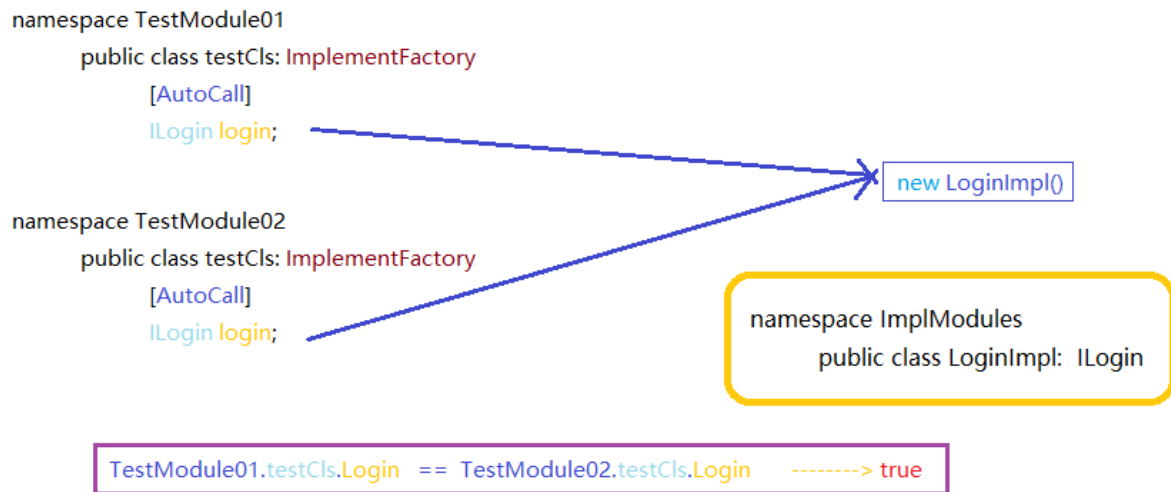 namespace TestModule01
public class testCls: ImplementFactory
[AutoCall]
ILogin login;
new LoginImpl()
namespace TestModule02
public class testCls: ImplementFactory
[AutoCall]
ILogin login;
namespace ImplModules
public class LoginImpl: ILogin
TestModule01.testCls.Login == TestModule02.testCls.Login --------> true